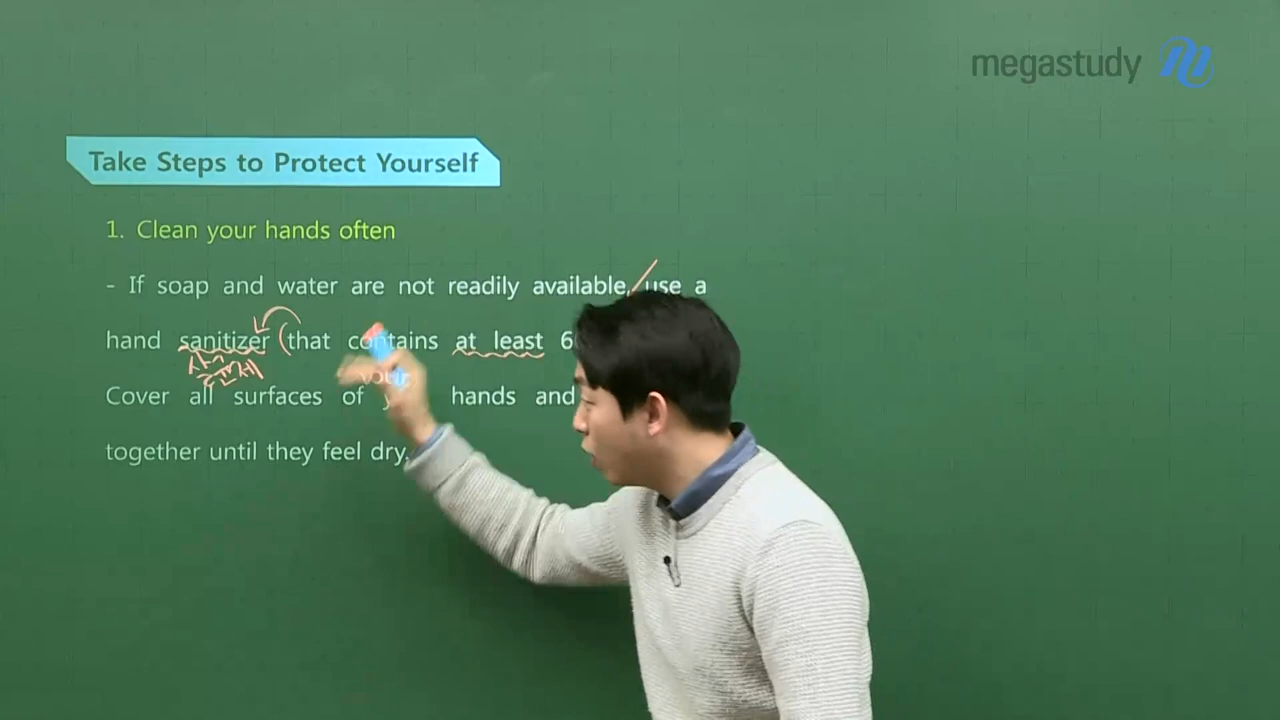 megastudy
Take Steps to Protect Yourself
1. Clean your hands often
- If soap and water are not readily available, use a
hand sanitizer (that contains at least 6
Cover all surfaces of your hands and
together until they feel dry.